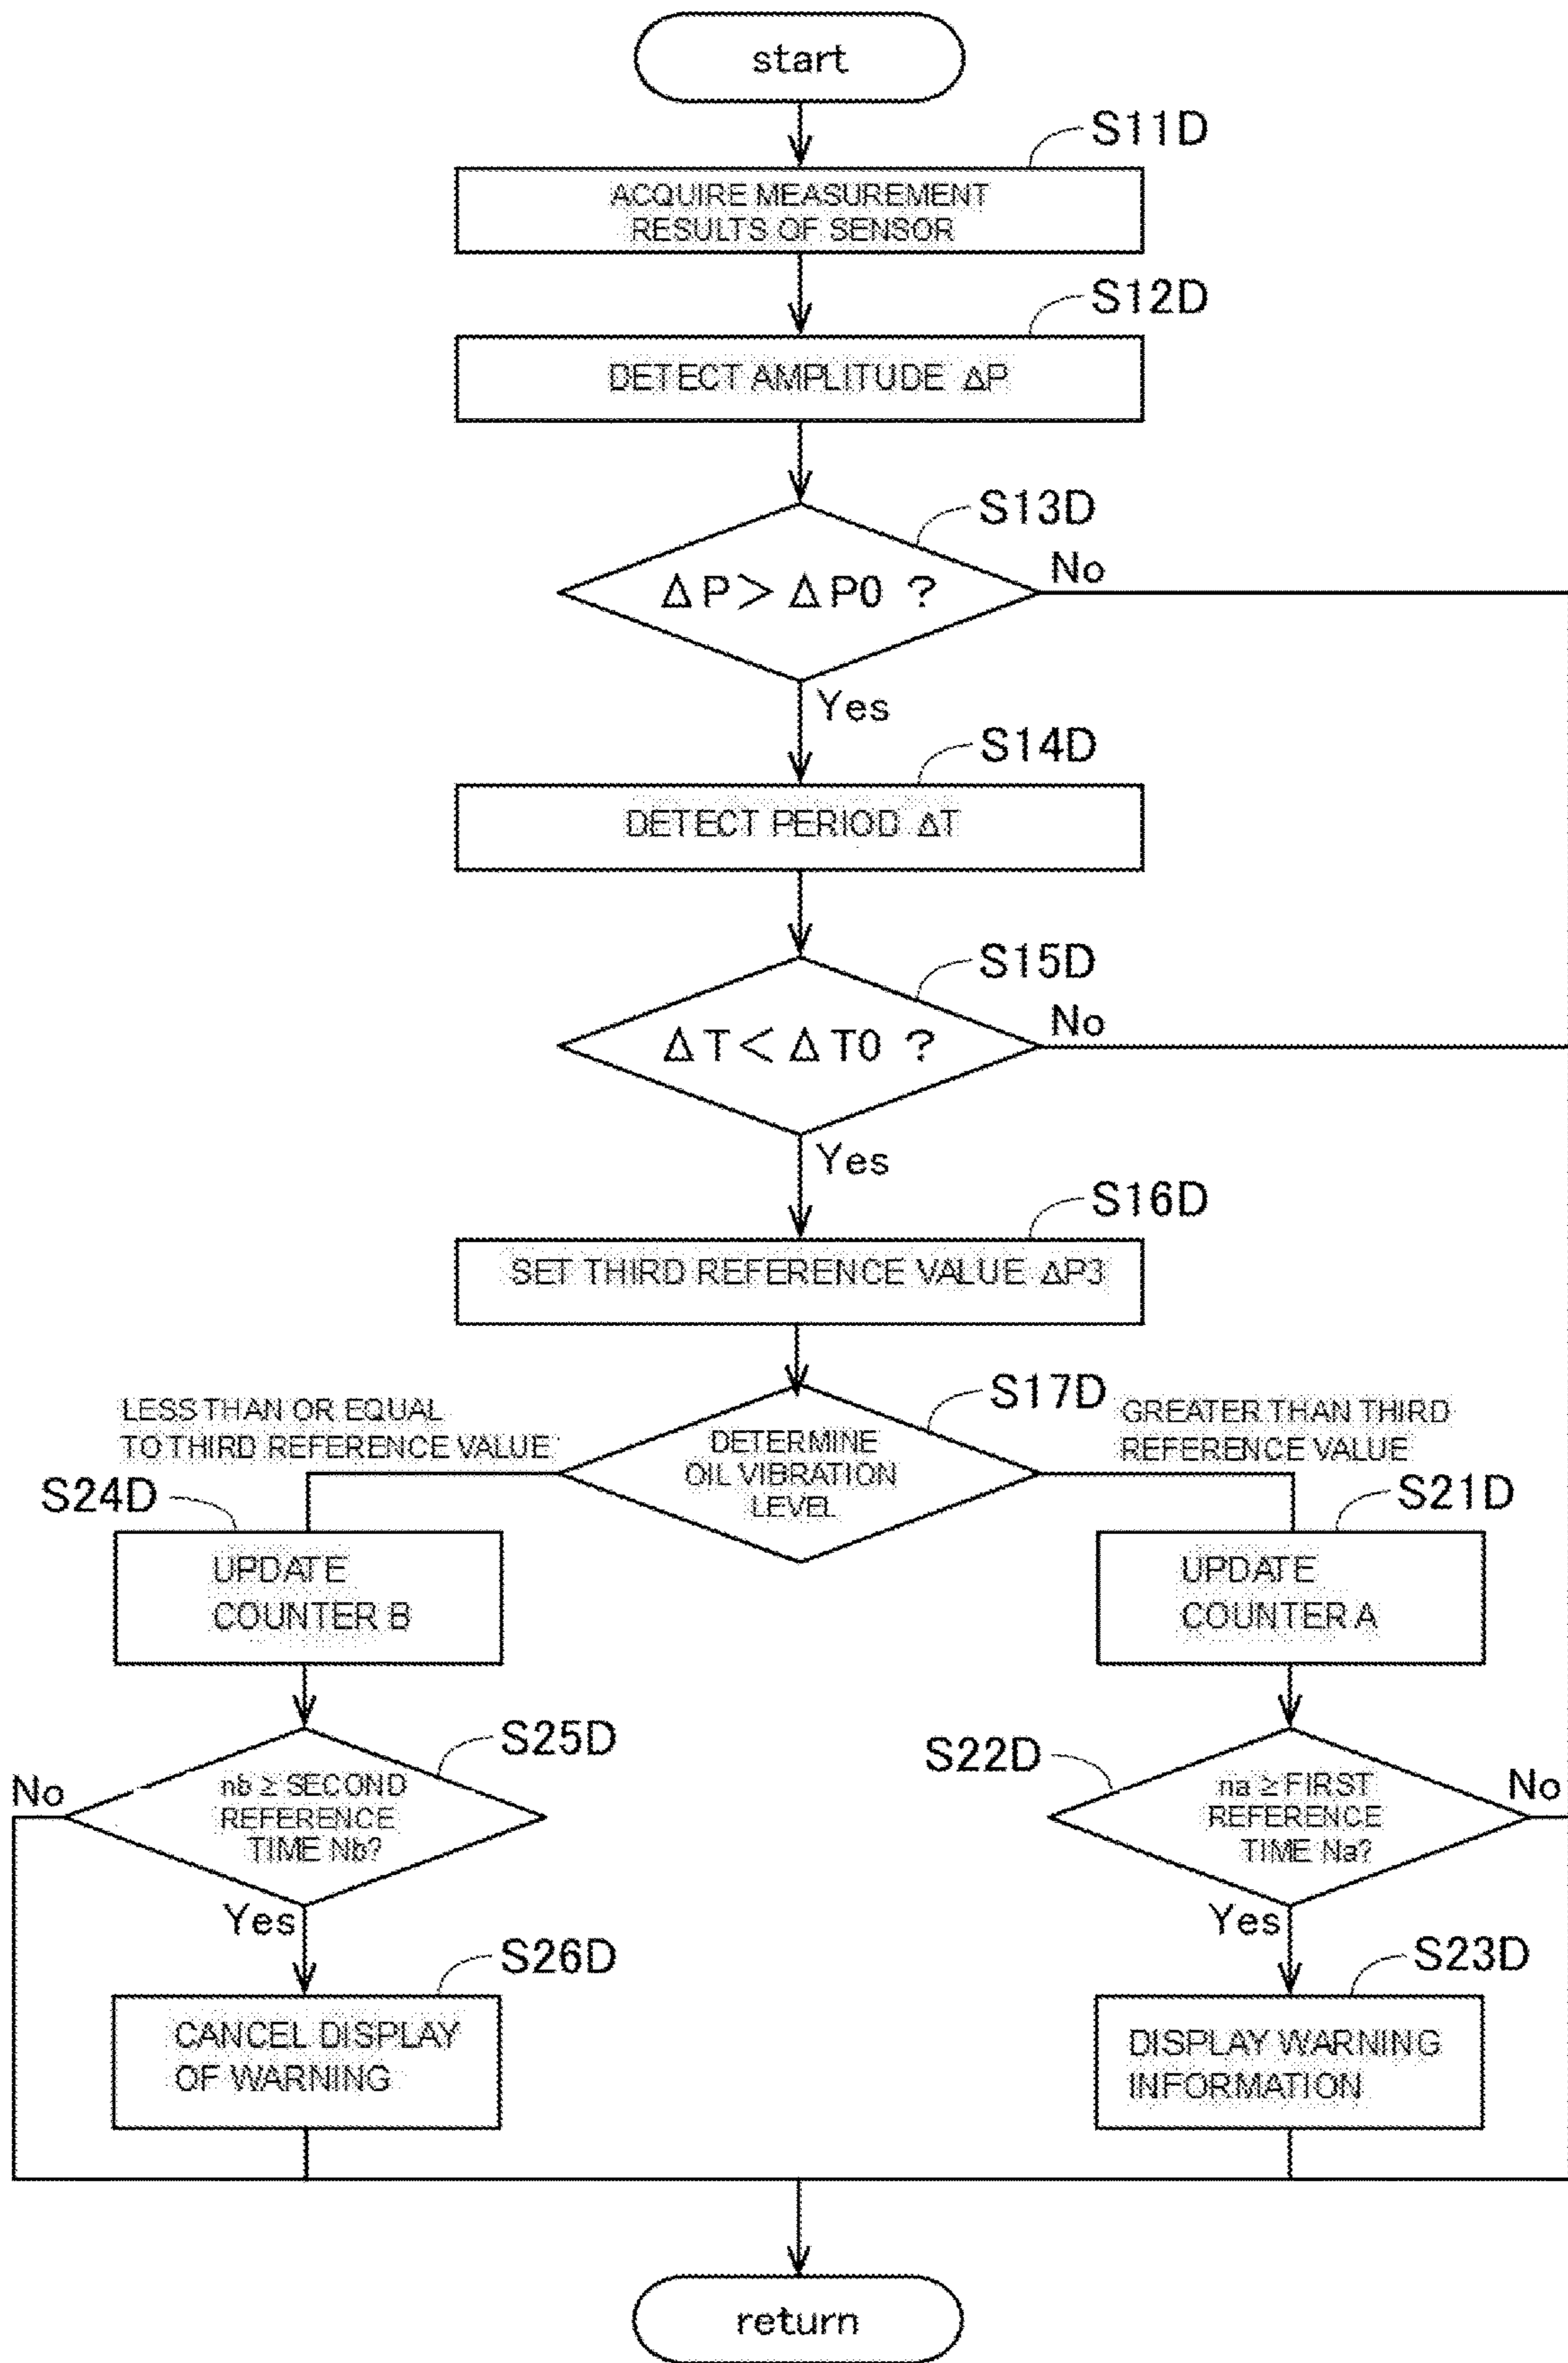 start
S11D
ACQUIRE MEASUREMENT
RESULTS OF SENSOR
S12D
DETECT AMPLITUDE ΔP
S13D
ΔP>ΔP0 ?
No
Yes
S14D
DETECT PERIOD ΔT
S15D
ΔT<ΔT0 ?
No
Yes
S16D
SET THIRD REFERENCE VALUE ΔP3
S17D
DETERMINE
OIL VIBRATION
LEVEL
LESS THAN OR EQUAL
TO THIRD REFERENCE VALUE
GREATER THAN THIRD
REFERENCE VALUE
S24D
UPDATE
COUNTER B
S21D
UPDATE
COUNTER A
S25D
nb ≥ SECOND
REFERENCE
TIME Nb?
No
Yes
S22D
na ≥ FIRST
REFERENCE
TIME Na?
No
Yes
S26D
CANCEL DISPLAY
OF WARNING
S23D
DISPLAY WARNING
INFORMATION
return